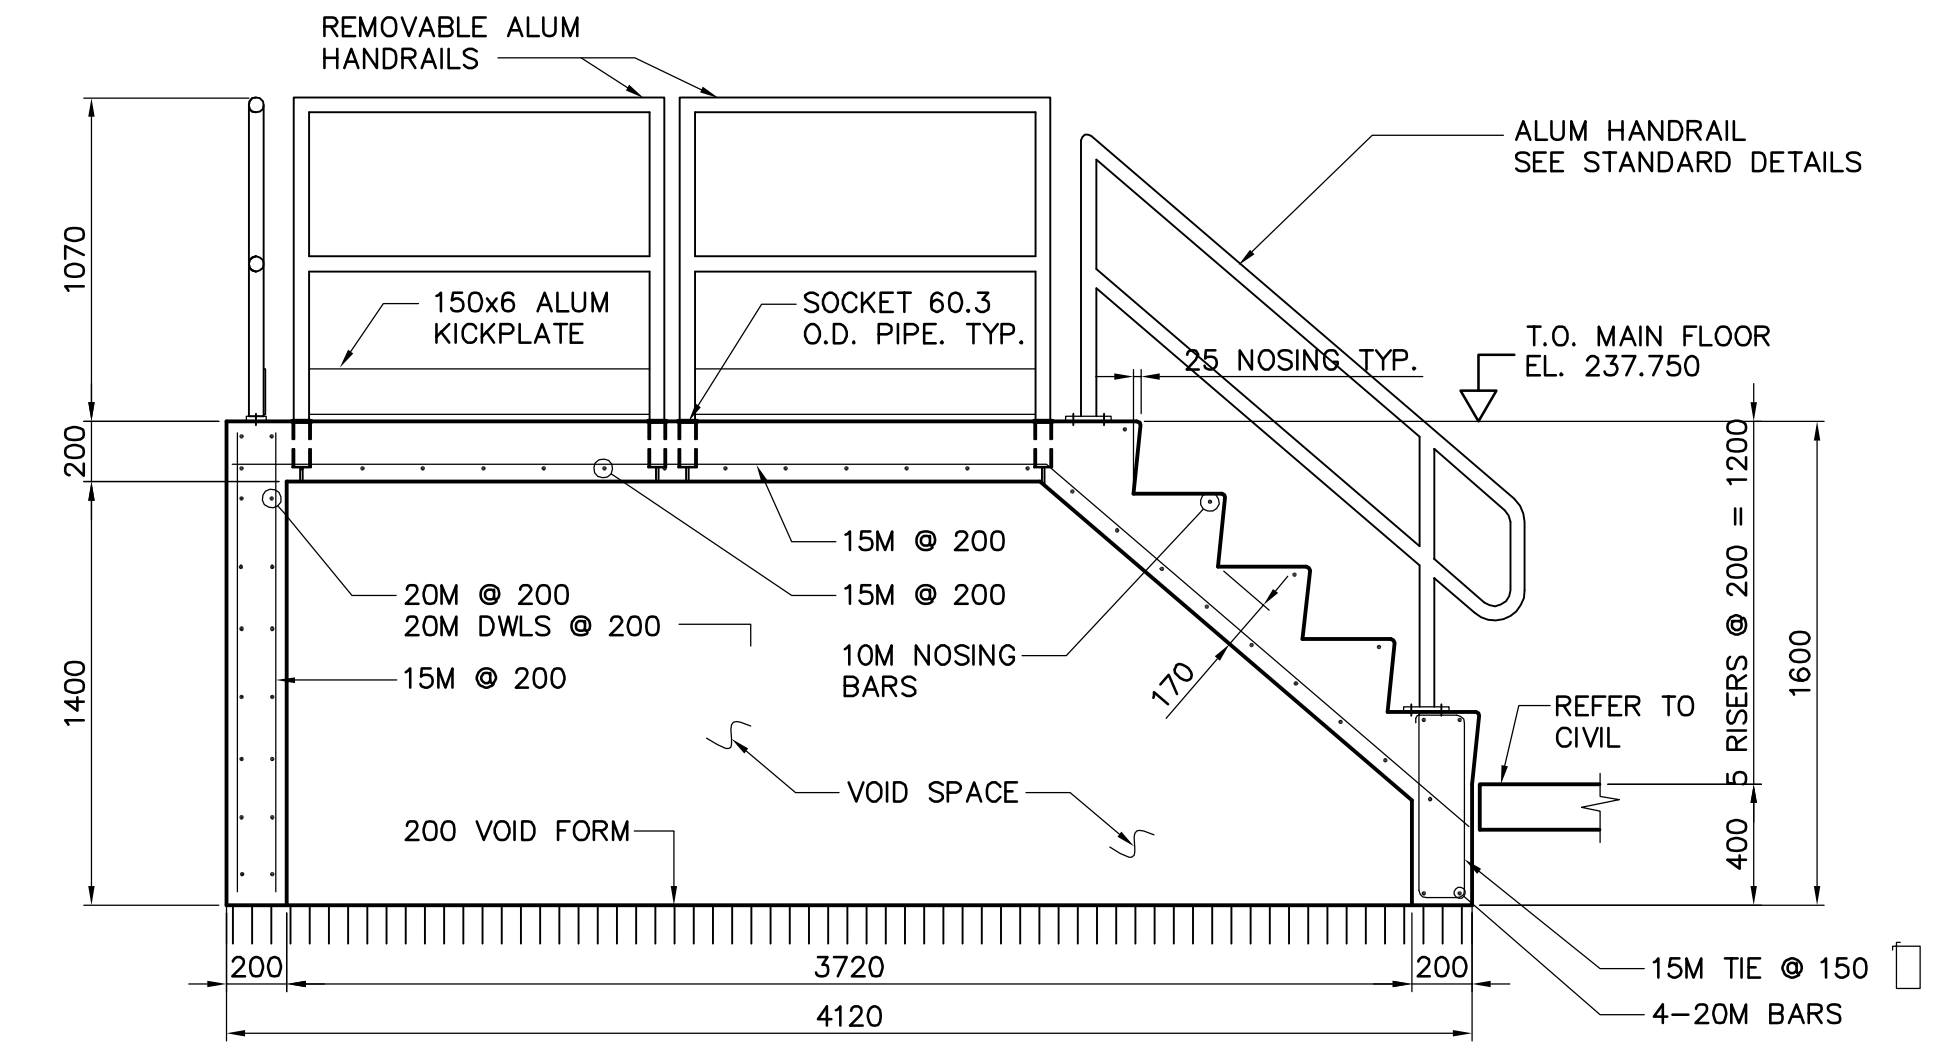 REMOVABLE ALUM
HANDRAILS
ALUM HANDRAIL
SEE STANDARD DETAILS
1070
150x6 ALUM
KICKPLATE
SOCKET 60.3
O.D. PIPE. TYP.
25 NOSING TYP.
T.O. MAIN FLOOR
EL. 237.750
200
15M @ 200
15M @ 200
20M @ 200
20M DWLS @ 200
15M @ 200
10M NOSING
BARS
170
1400
5 RISERS @ 200 = 1200
1600
REFER TO
CIVIL
VOID SPACE
200 VOID FORM
400
200
3720
200
4120
15M TIE @ 150
4-20M BARS